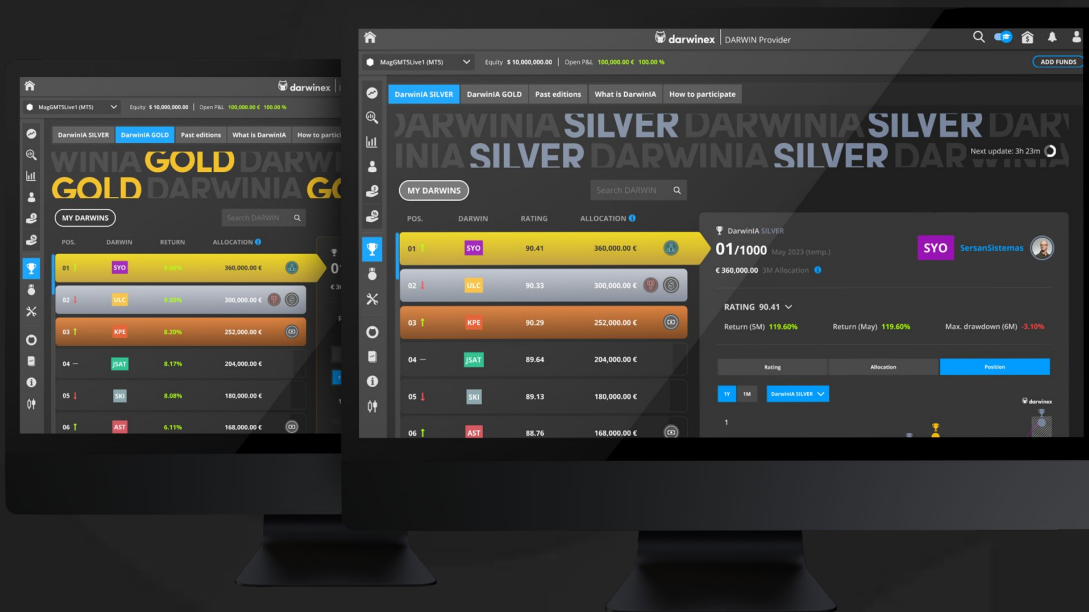 darwinex
MagGMT5Live1 (MT5)
Equity $ 10,000,000.00
Open P&L 100,000.00 € 100.00 %
DarwinIA SILVER
DarwinIA GOLD
Past editions
What is DarwinIA
How to partici
WINIA GOLD DAR
GOLD DARWINIA G
MY DARWINS
Search DARWIN
POS.
DARWIN
RETURN
ALLOCATION
01
SYO
360,000.00 €
02
ULC
300,000.00 €
03
KPE
8.20%
252,000.00 €
04
JSAT
8.17%
204,000.00 €
05
SKI
8.08%
180,000.00 €
06
AST
6.11%
168,000.00 €
darwinex DARWIN Provider
MagGMT5Live1 (MT5)
Equity $ 10,000,000.00
Open P&L 100,000.00 € 100.00 %
ADD FUNDS
DarwinIA SILVER
DarwinIA GOLD
Past editions
What is DarwinIA
How to participate
DARWINIA SILVER DARWINIA SILVER DARW
INIA SILVER DARWINIA SILVER DARWINIA
Next update: 3h 23m
MY DARWINS
Search DARWIN
POS.
DARWIN
RATING
ALLOCATION
01
SYO
90.41
360,000.00 €
02
ULC
90.33
300,000.00 €
03
KPE
90.29
252,000.00 €
04
JSAT
89.64
204,000.00 €
05
SKI
89.13
180,000.00 €
06
AST
88.76
168,000.00 €
DarwinIA SILVER
01/1000 May 2023 (temp.)
€ 360,000.00 3M Allocation
SYO
SersanSistemas
RATING 90.41
Return (5M) 119.60%
Return (May) 119.60%
Max. drawdown (6M) -3.10%
Rating
Allocation
Position
1Y
1M
DarwinIA SILVER
darwinex
1